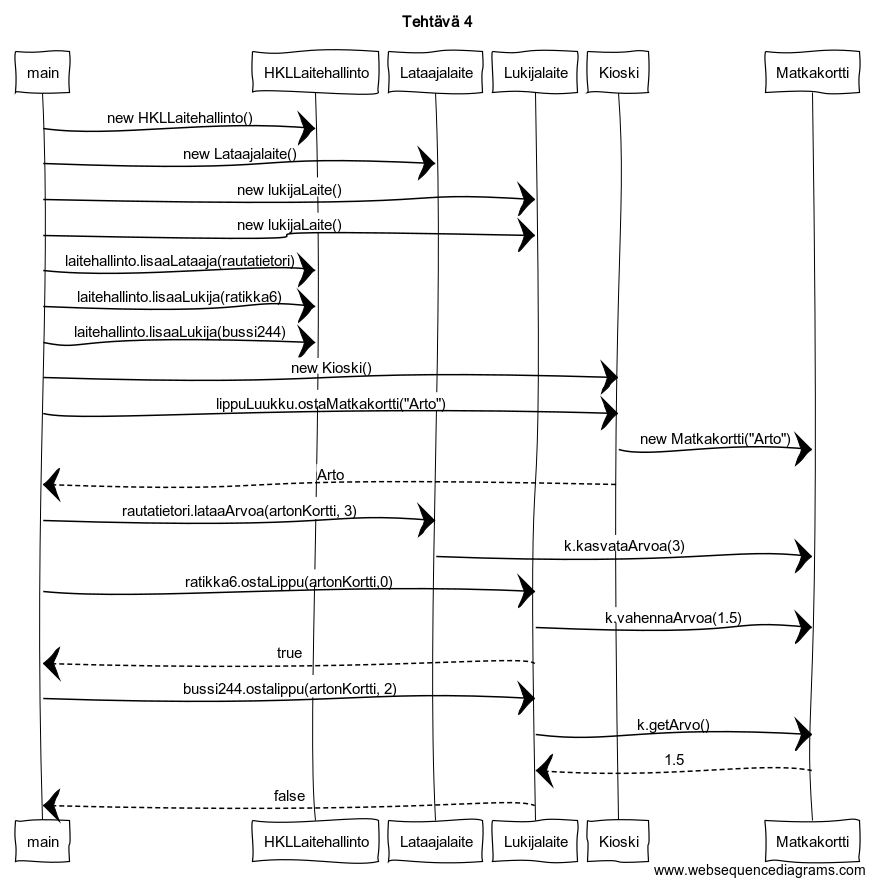 Tehtävä 4
main HKLLaitehallinto Lataajalaite Lukijalaite Kioski Matkakortti
new HKLLaitehallinto()
new Lataajalaite()
new lukijaLaite()
new lukijaLaite()
laitehallinto.lisaaLataaja(rautatietori)
laitehallinto.lisaaLukija(ratikka6)
laitehallinto.lisaaLukija(bussi244)
new Kioski()
lippuLuukku.ostaMatkakortti("Arto")
new Matkakortti("Arto")
Arto
rautatietori.lataaArvoa(artonKortti, 3)
k.kasvataArvoa(3)
ratikka6.ostaLippu(artonKortti,0)
k.vahennaArvoa(1.5)
true
bussi244.ostalippu(artonKortti, 2)
k.getArvo()
1.5
false
main HKLLaitehallinto Lataajalaite Lukijalaite Kioski Matkakortti
www.websequencediagrams.com